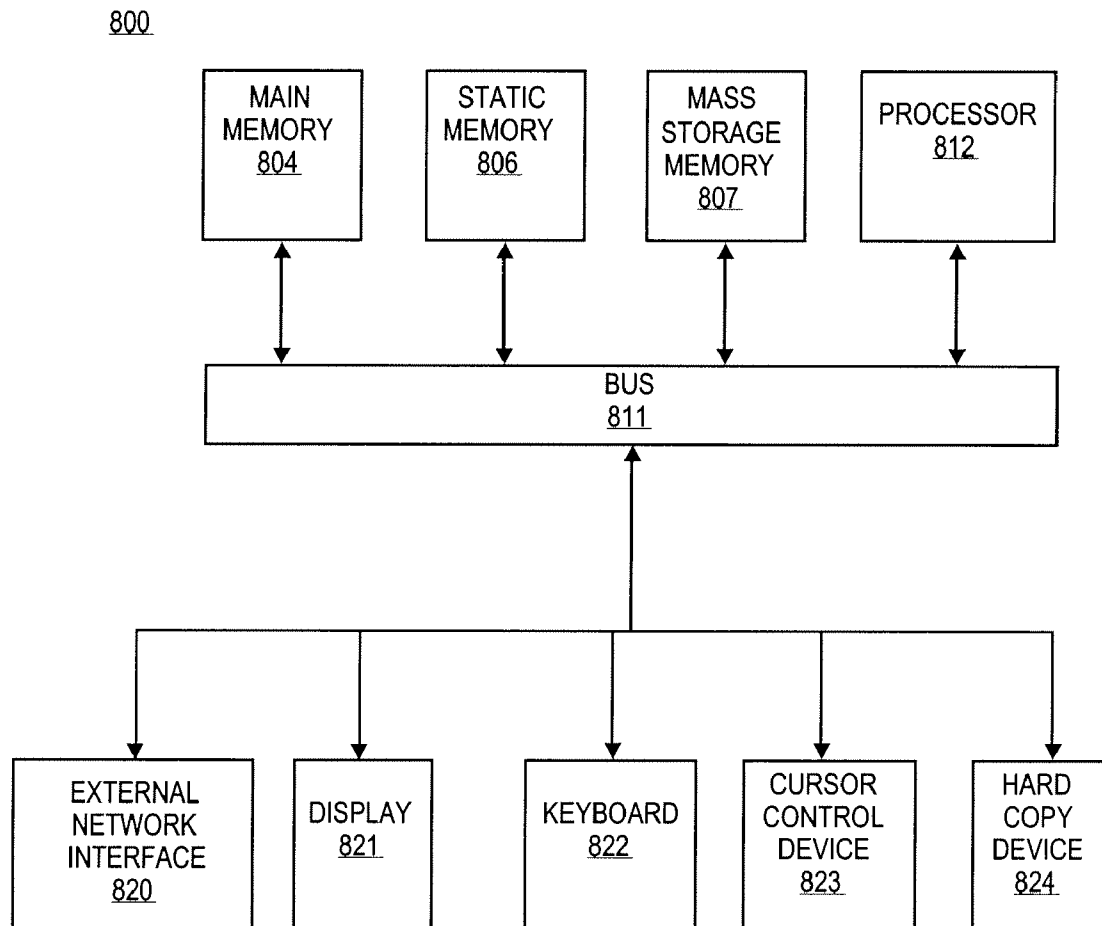 800
MAIN
MEMORY
804
STATIC
MEMORY
806
MASS
STORAGE
MEMORY
807
PROCESSOR
812
BUS
811
EXTERNAL
NETWORK
INTERFACE
820
DISPLAY
821
KEYBOARD
822
CURSOR
CONTROL
DEVICE
823
HARD
COPY
DEVICE
824